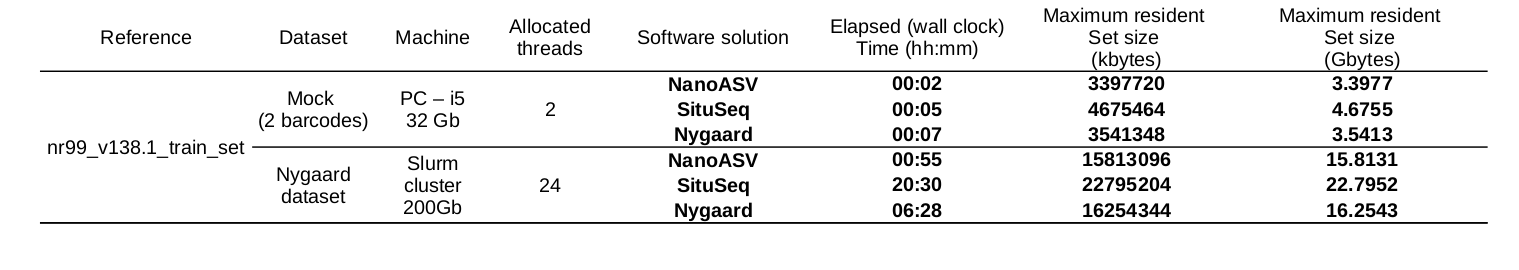 Reference Dataset Machine Allocated threads Software solution Elapsed (wall clock) Time (hh:mm) Maximum resident Set size (kbytes) Maximum resident Set size (Gbytes)
nr99_v138.1_train_set
Mock
(2 barcodes)
PC – i5
32 Gb
2
NanoASV 00:02 3397720 3.3977
SituSeq 00:05 4675464 4.6755
Nygaard 00:07 3541348 3.5413
Nygaard
dataset
Slurm
cluster
200Gb
24
NanoASV 00:55 15813096 15.8131
SituSeq 20:30 22795204 22.7952
Nygaard 06:28 16254344 16.2543